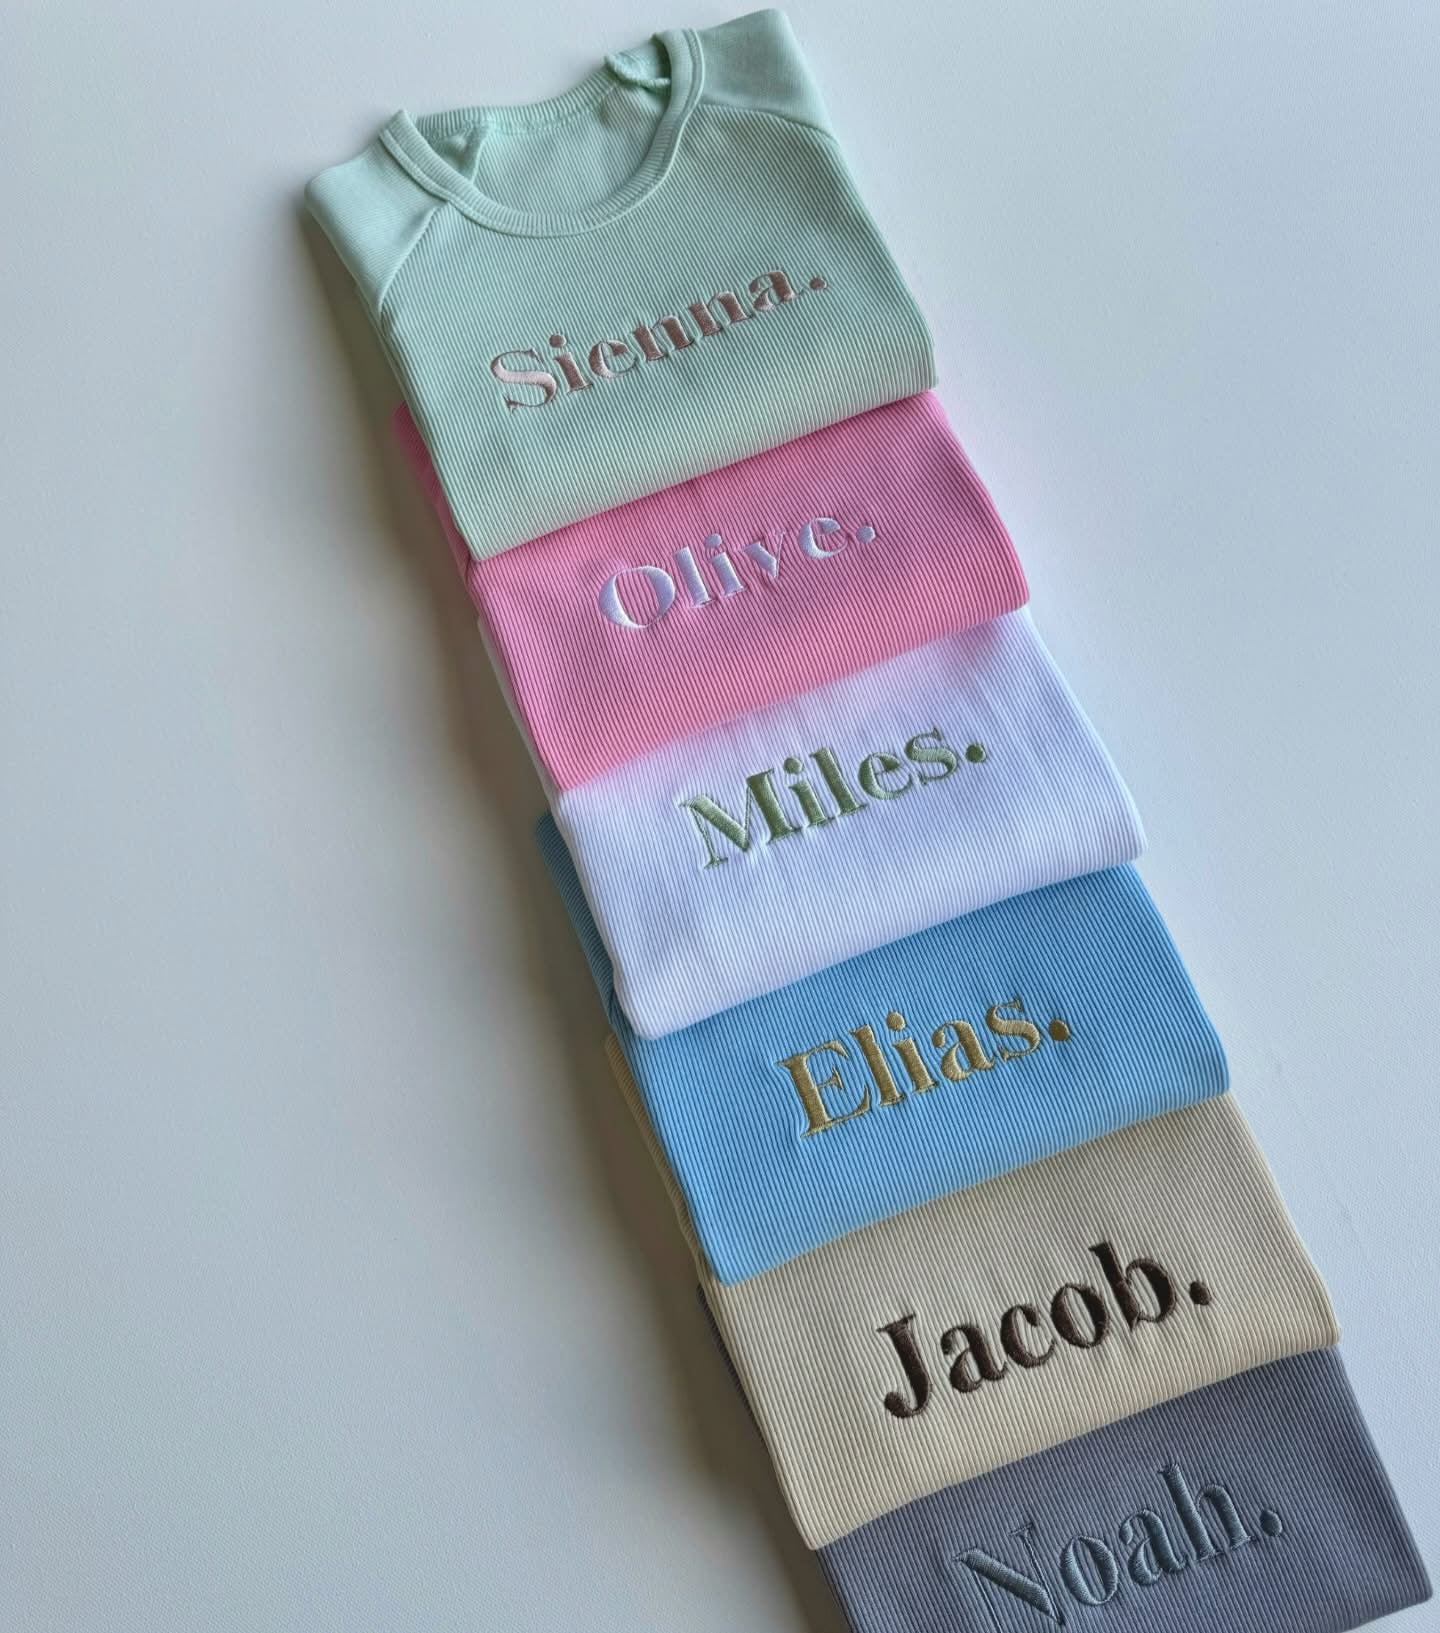 Sienna.
Olive.
Miles.
Elias.
Jacob.
Noah.